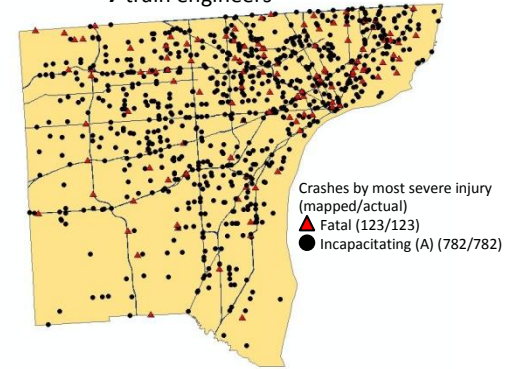 train engineers
Crashes by most severe injury
(mapped/actual)
Fatal (123/123)
Incapacitating (A) (782/782)